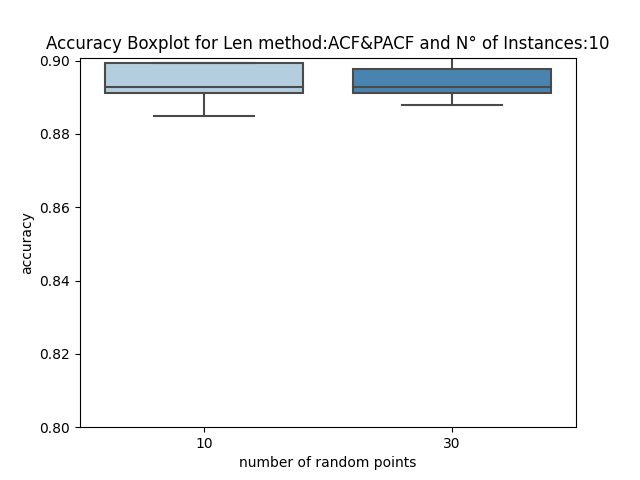 Accuracy Boxplot for Len method:ACF&PACF and N° of Instances:10
0.90
0.88
0.86
0.84
0.82
0.80
accuracy
10 30
number of random points